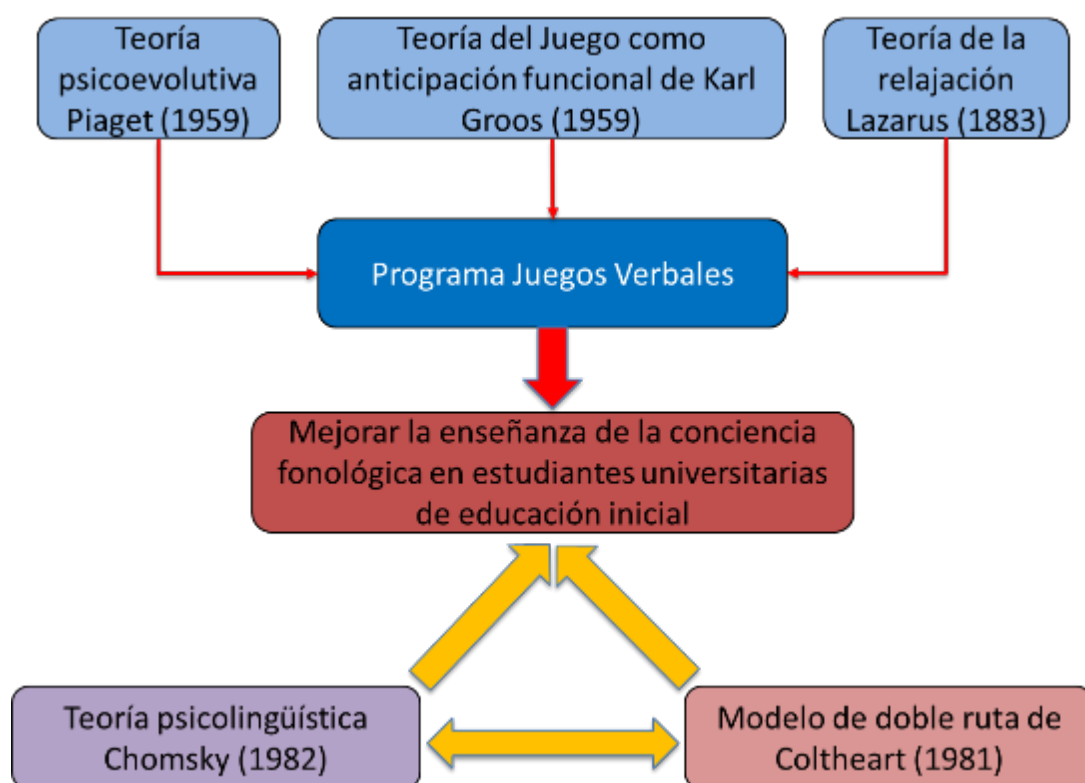 Teoría
psicoevolutiva
Piaget (1959)
Teoría del Juego como
anticipación funcional de Karl
Groos (1959)
Teoría de la
relajación
Lazarus (1883)
Programa Juegos Verbales
Mejorar la enseñanza de la conciencia
fonológica en estudiantes universitarias
de educación inicial
Teoría psicolingüística
Chomsky (1982)
Modelo de doble ruta de
Coltheart (1981)